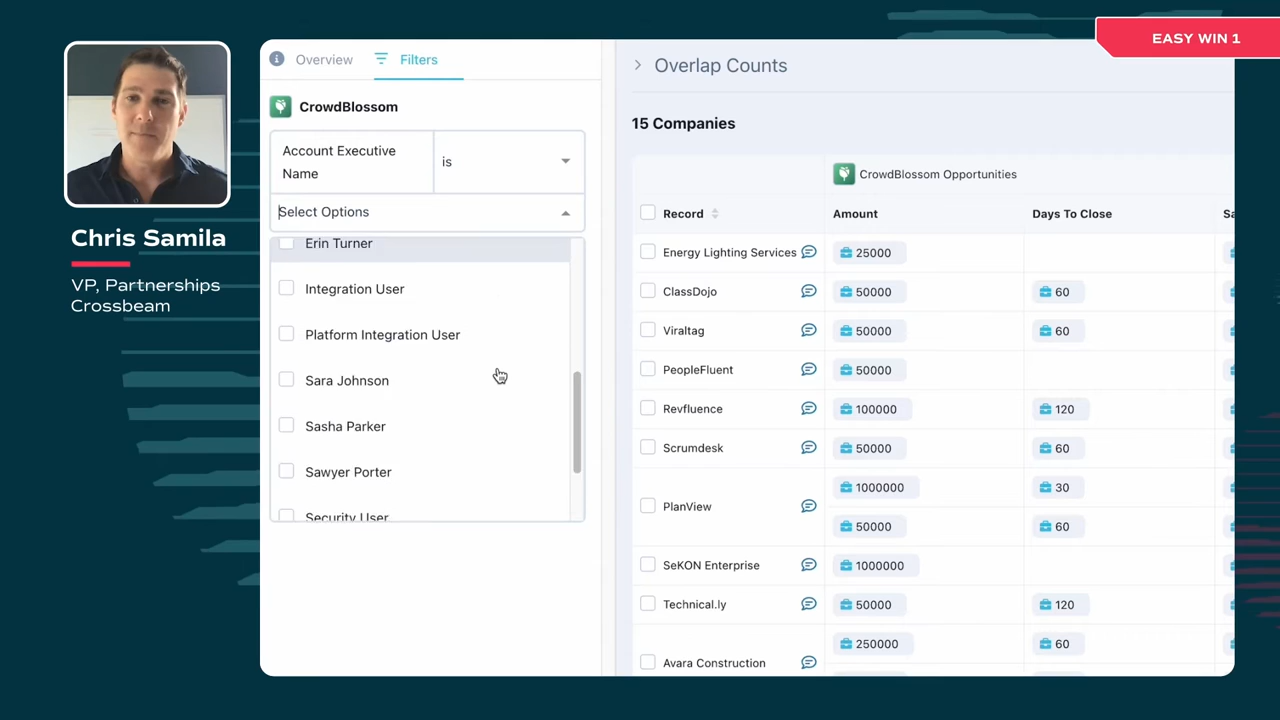 EASY WIN 1
Chris Samila
VP, Partnerships
Crossbeam
Overview
Filters
CrowdBlossom
Account Executive
Name
is
Select Options
Erin Turner
Integration User
Platform Integration User
Sara Johnson
Sasha Parker
Sawyer Porter
Security User
Overlap Counts
15 Companies
CrowdBlossom Opportunities
Record Amount Days To Close Sa
Energy Lighting Services 25000
ClassDojo 50000 60
Viraltag 50000 60
PeopleFluent 50000
Revfluence 100000 120
Scrumdesk 50000 60
PlanView 1000000 30
50000 60
SeKON Enterprise 1000000
Technical.ly 50000 120
Avara Construction 250000 60